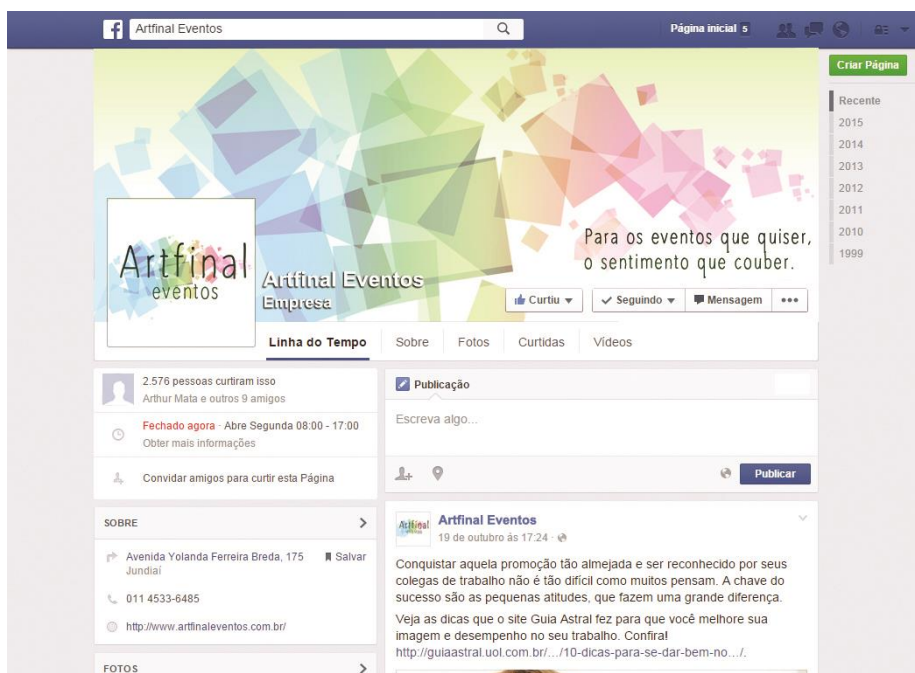 Artfinal Eventos
Página inicial 5
Criar Página
Recente
2015
2014
2013
2012
2011
2010
1999
Para os eventos que quiser,
o sentimento que couber.
Artfinal
eventos
Artfinal Eventos
Empresa
Curtiu
Seguindo
Mensagem
Linha do Tempo Sobre Fotos Curtidas Vídeos
2.576 pessoas curtiram isso
Arthur Mata e outros 9 amigos
Fechado agora · Abre Segunda 08:00 - 17:00
Obter mais informações
Convidar amigos para curtir esta Página
SOBRE
Avenida Yolanda Ferreira Breda, 175 Salvar
Jundiaí
011 4533-6485
http://www.artfinaleventos.com.br/
FOTOS
Publicação
Escreva algo...
Publicar
Artfinal
eventos
Artfinal Eventos
19 de outubro às 17:24 ·
Conquistar aquela promoção tão almejada e ser reconhecido por seus
colegas de trabalho não é tão difícil como muitos pensam. A chave do
sucesso são as pequenas atitudes, que fazem uma grande diferença.
Veja as dicas que o site Guia Astral fez para que você melhore sua
imagem e desempenho no seu trabalho. Confira!
http://guiaastral.uol.com.br/.../10-dicas-para-se-dar-bem-no.../.